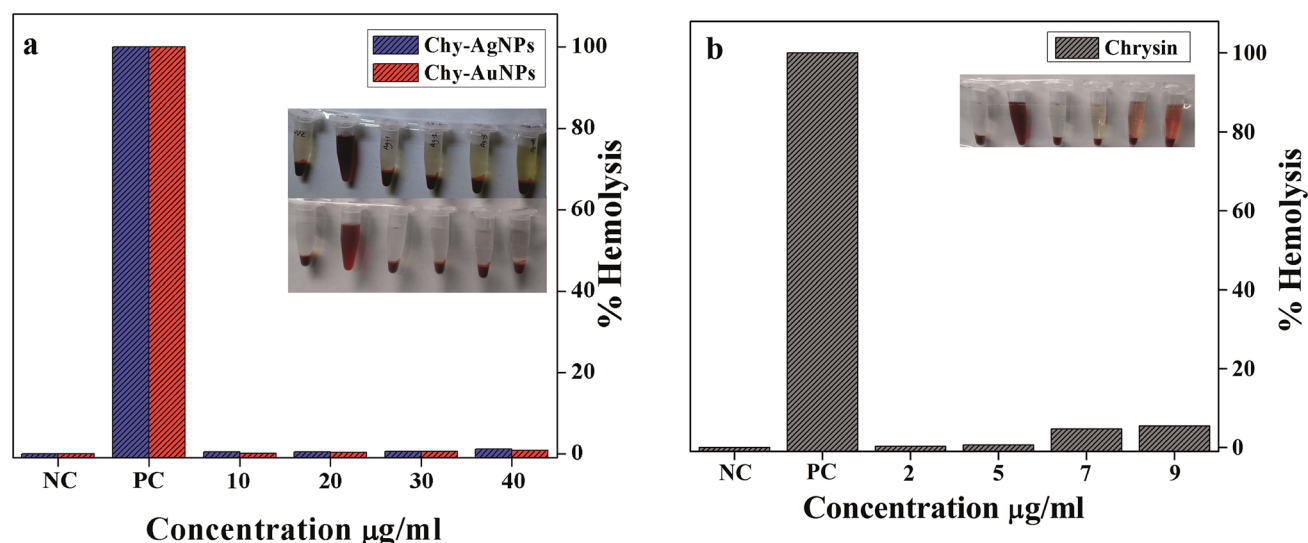 a
Chy-AgNPs
Chy-AuNPs
100
80
60
40
20
0
% Hemolysis
NC PC 10 20 30 40
Concentration μg/ml
b
Chrysin
100
80
60
40
20
0
% Hemolysis
NC PC 2 5 7 9
Concentration μg/ml